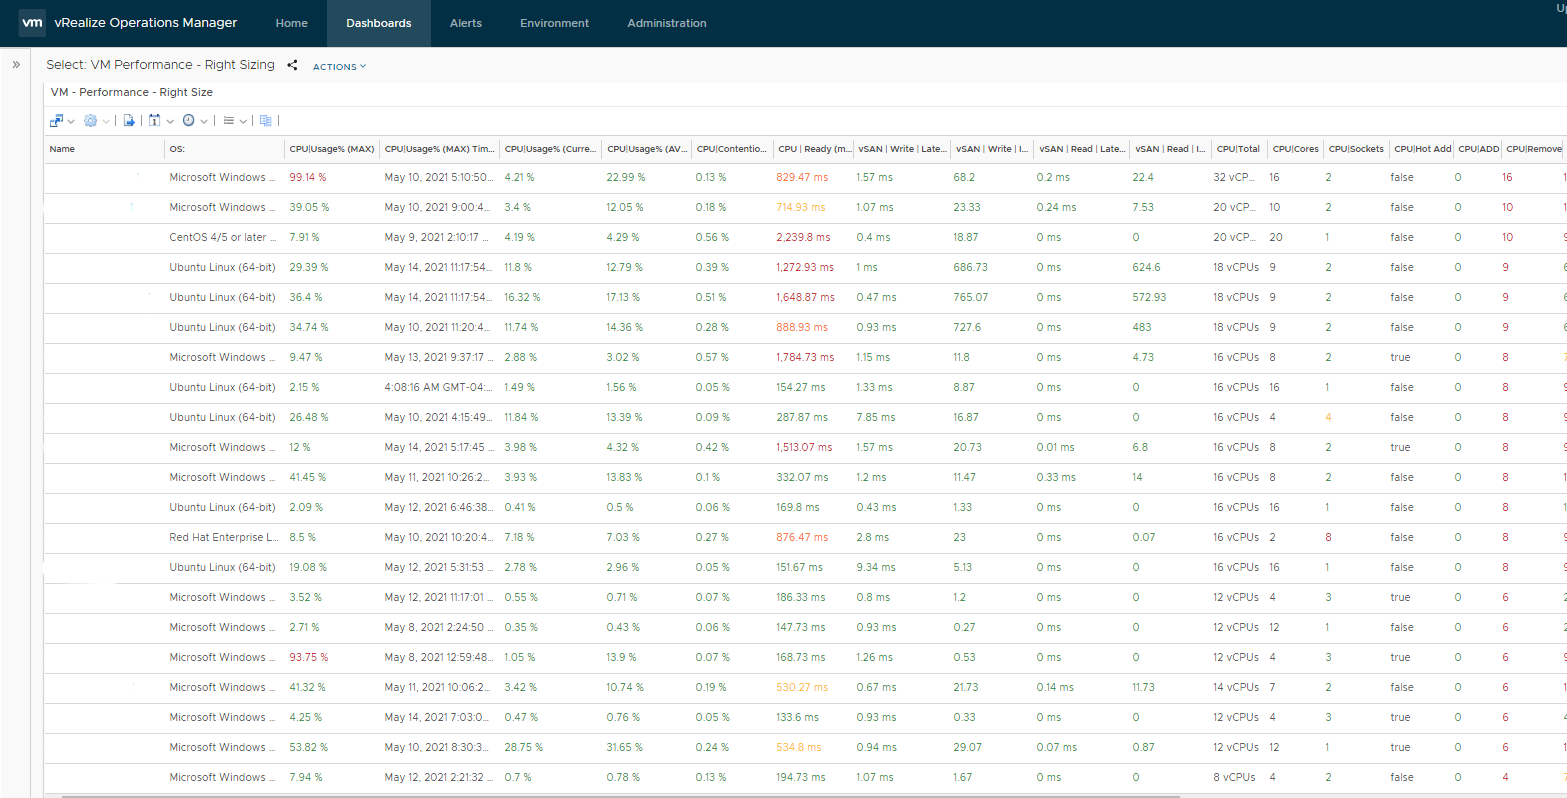 vm vRealize Operations Manager Home Dashboards Alerts Environment Administration
Select: VM Performance - Right Sizing ACTIONS
VM - Performance - Right Size
Name OS: CPU|Usage% (MAX) CPU|Usage% (MAX) Tim... CPU|Usage% (Curre... CPU|Usage% (AV... CPU|Contentio... CPU | Ready (m... vSAN | Write | Late... vSAN | Write | I... vSAN | Read | Late... vSAN | Read | I... CPU|Total CPU|Cores CPU|Sockets CPU|Hot Add CPU|ADD CPU|Remove
Microsoft Windows ... 99.14 % May 10, 2021 5:10:50... 4.21 % 22.99 % 0.13 % 829.47 ms 1.57 ms 68.2 0.2 ms 22.4 32 vCP... 16 2 false 0 16
Microsoft Windows ... 39.05 % May 10, 2021 9:00:4... 3.4 % 12.05 % 0.18 % 714.93 ms 1.07 ms 23.33 0.24 ms 7.53 20 vCP... 10 2 false 0 10
CentOS 4/5 or later ... 7.91 % May 9, 2021 2:10:17 ... 4.19 % 4.29 % 0.56 % 2,239.8 ms 0.4 ms 18.87 0 ms 0 20 vCP... 20 1 false 0 10
Ubuntu Linux (64-bit) 29.39 % May 14, 2021 11:17:54... 11.8 % 12.79 % 0.39 % 1,272.93 ms 1 ms 686.73 0 ms 624.6 18 vCPUs 9 2 false 0 9
Ubuntu Linux (64-bit) 36.4 % May 14, 2021 11:17:54... 16.32 % 17.13 % 0.51 % 1,648.87 ms 0.47 ms 765.07 0 ms 572.93 18 vCPUs 9 2 false 0 9
Ubuntu Linux (64-bit) 34.74 % May 10, 2021 11:20:4... 11.74 % 14.36 % 0.28 % 888.93 ms 0.93 ms 727.6 0 ms 483 18 vCPUs 9 2 false 0 9
Microsoft Windows ... 9.47 % May 13, 2021 9:37:17 ... 2.88 % 3.02 % 0.57 % 1,784.73 ms 1.15 ms 11.8 0 ms 4.73 16 vCPUs 8 2 true 0 8
Ubuntu Linux (64-bit) 2.15 % 4:08:16 AM GMT-04:... 1.49 % 1.56 % 0.05 % 154.27 ms 1.33 ms 8.87 0 ms 0 16 vCPUs 16 1 false 0 8
Ubuntu Linux (64-bit) 26.48 % May 10, 2021 4:15:49... 11.84 % 13.39 % 0.09 % 287.87 ms 7.85 ms 16.87 0 ms 0 16 vCPUs 4 4 false 0 8
Microsoft Windows ... 12 % May 14, 2021 5:17:45 ... 3.98 % 4.32 % 0.42 % 1,513.07 ms 1.57 ms 20.73 0.01 ms 6.8 16 vCPUs 8 2 true 0 8
Microsoft Windows ... 41.45 % May 11, 2021 10:26:2... 3.93 % 13.83 % 0.1 % 332.07 ms 1.2 ms 11.47 0.33 ms 14 16 vCPUs 8 2 false 0 8
Ubuntu Linux (64-bit) 2.09 % May 12, 2021 6:46:38... 0.41 % 0.5 % 0.06 % 169.8 ms 0.43 ms 1.33 0 ms 0 16 vCPUs 16 1 false 0 8
Red Hat Enterprise L... 8.5 % May 10, 2021 10:20:4... 7.18 % 7.03 % 0.27 % 876.47 ms 2.8 ms 23 0 ms 0.07 16 vCPUs 2 8 false 0 8
Ubuntu Linux (64-bit) 19.08 % May 12, 2021 5:31:53 ... 2.78 % 2.96 % 0.05 % 151.67 ms 9.34 ms 5.13 0 ms 0 16 vCPUs 16 1 false 0 8
Microsoft Windows ... 3.52 % May 12, 2021 11:17:01 ... 0.55 % 0.71 % 0.07 % 186.33 ms 0.8 ms 1.2 0 ms 0 12 vCPUs 4 3 true 0 6
Microsoft Windows ... 2.71 % May 8, 2021 2:24:50 ... 0.35 % 0.43 % 0.06 % 147.73 ms 0.93 ms 0.27 0 ms 0 12 vCPUs 12 1 false 0 6
Microsoft Windows ... 93.75 % May 8, 2021 12:59:48... 1.05 % 13.9 % 0.07 % 168.73 ms 1.26 ms 0.53 0 ms 0 12 vCPUs 4 3 true 0 6
Microsoft Windows ... 41.32 % May 11, 2021 10:06:2... 3.42 % 10.74 % 0.19 % 530.27 ms 0.67 ms 21.73 0.14 ms 11.73 14 vCPUs 7 2 false 0 6
Microsoft Windows ... 4.25 % May 14, 2021 7:03:0... 0.47 % 0.76 % 0.05 % 133.6 ms 0.93 ms 0.33 0 ms 0 12 vCPUs 4 3 true 0 6
Microsoft Windows ... 53.82 % May 10, 2021 8:30:3... 28.75 % 31.65 % 0.24 % 534.8 ms 0.94 ms 29.07 0.07 ms 0.87 12 vCPUs 12 1 true 0 6
Microsoft Windows ... 7.94 % May 12, 2021 2:21:32 ... 0.7 % 0.78 % 0.13 % 194.73 ms 1.07 ms 1.67 0 ms 0 8 vCPUs 4 2 false 0 4